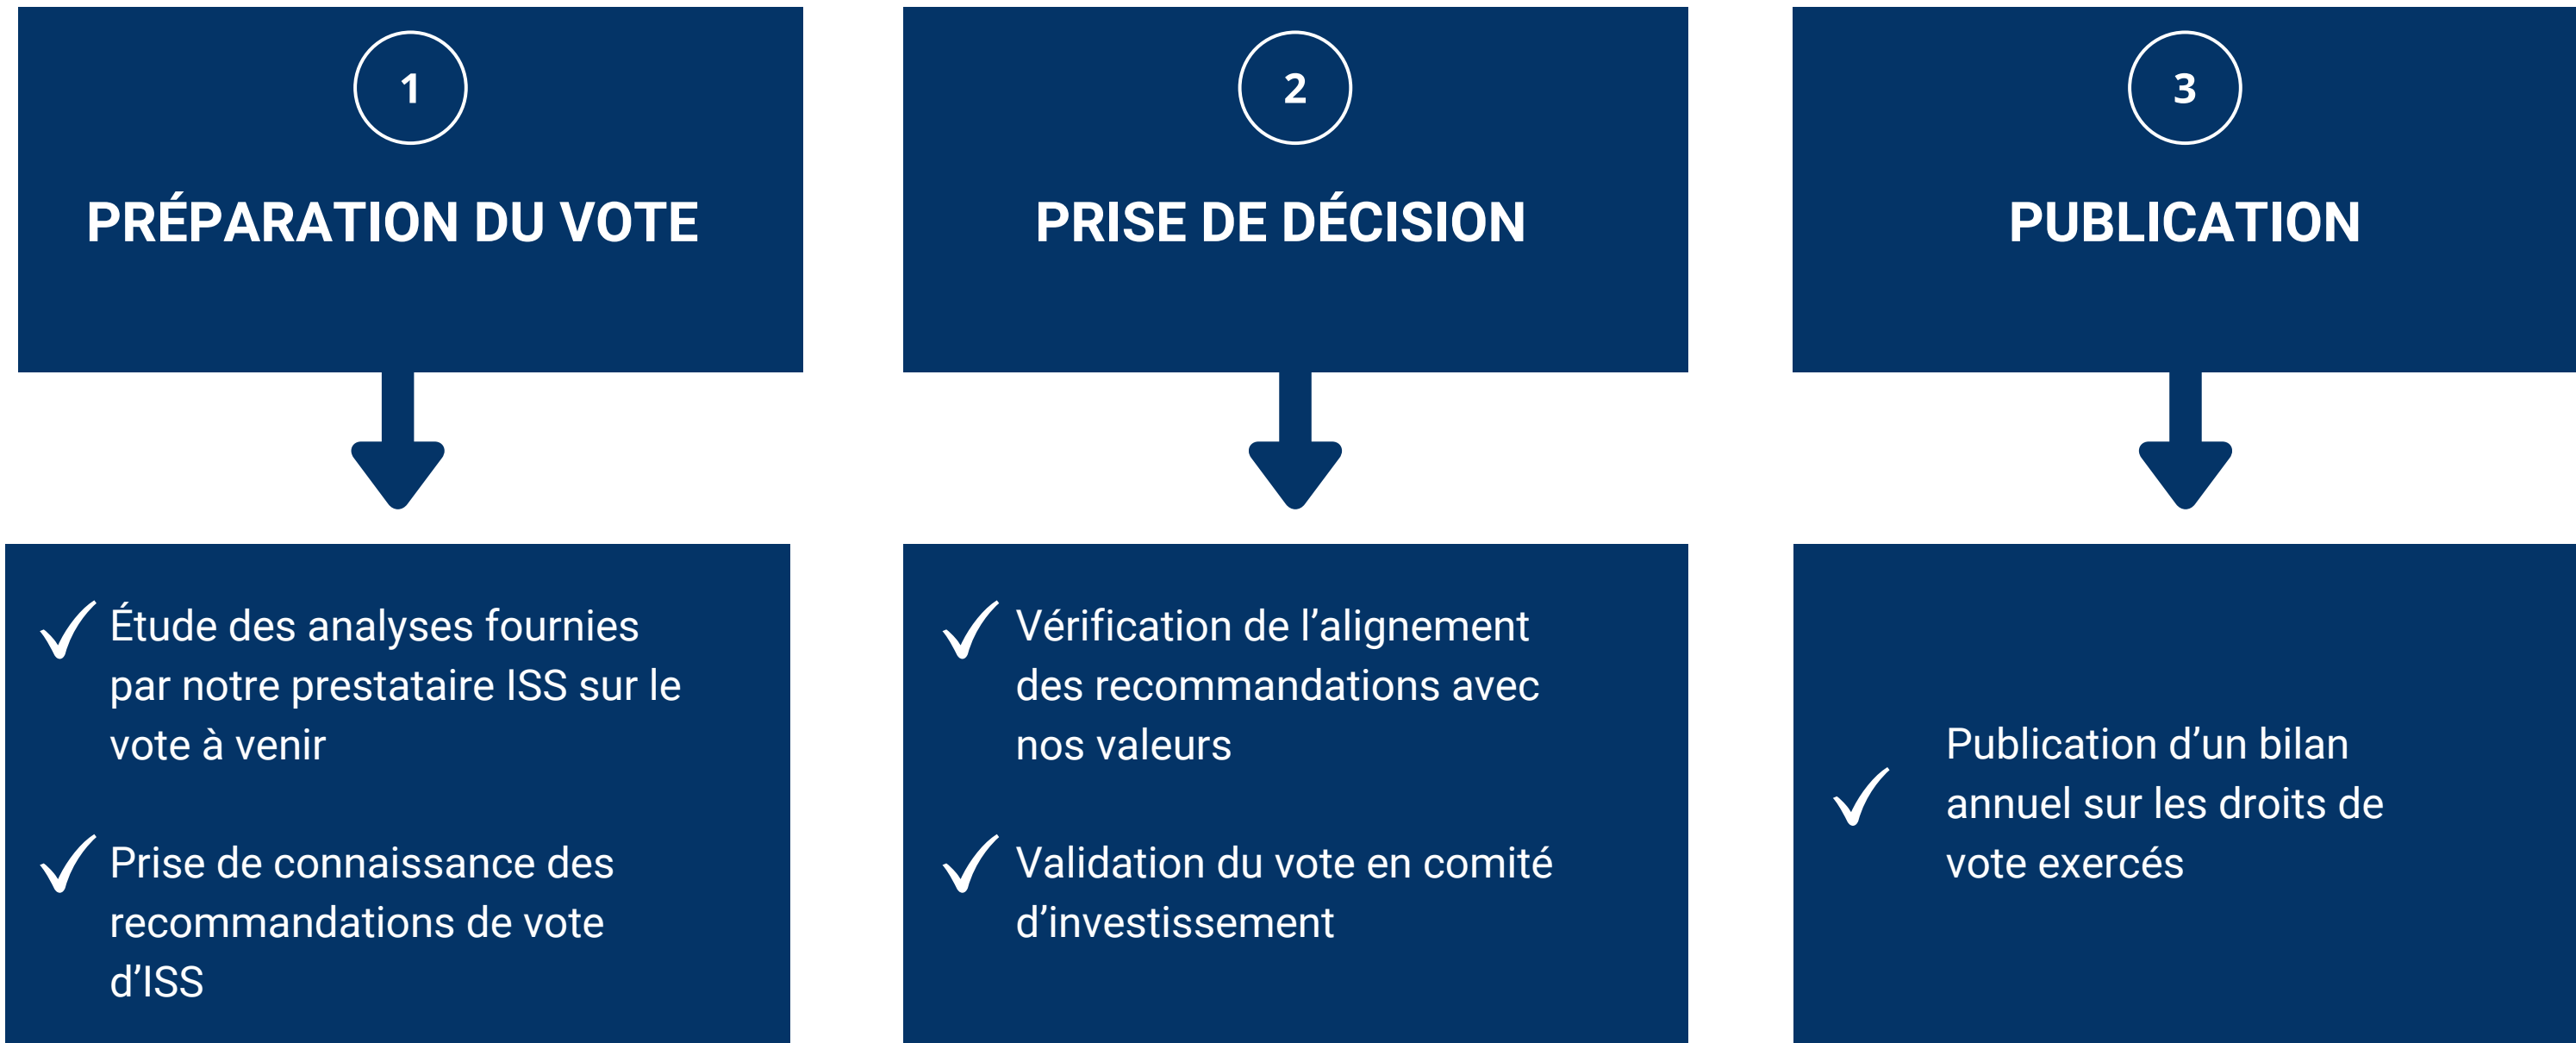 1
PRÉPARATION DU VOTE
Étude des analyses fournies
par notre prestataire ISS sur le
vote à venir
Prise de connaissance des
recommandations de vote
d’ISS
2
PRISE DE DÉCISION
Vérification de l’alignement
des recommandations avec
nos valeurs
Validation du vote en comité
d’investissement
3
PUBLICATION
Publication d’un bilan
annuel sur les droits de
vote exercés